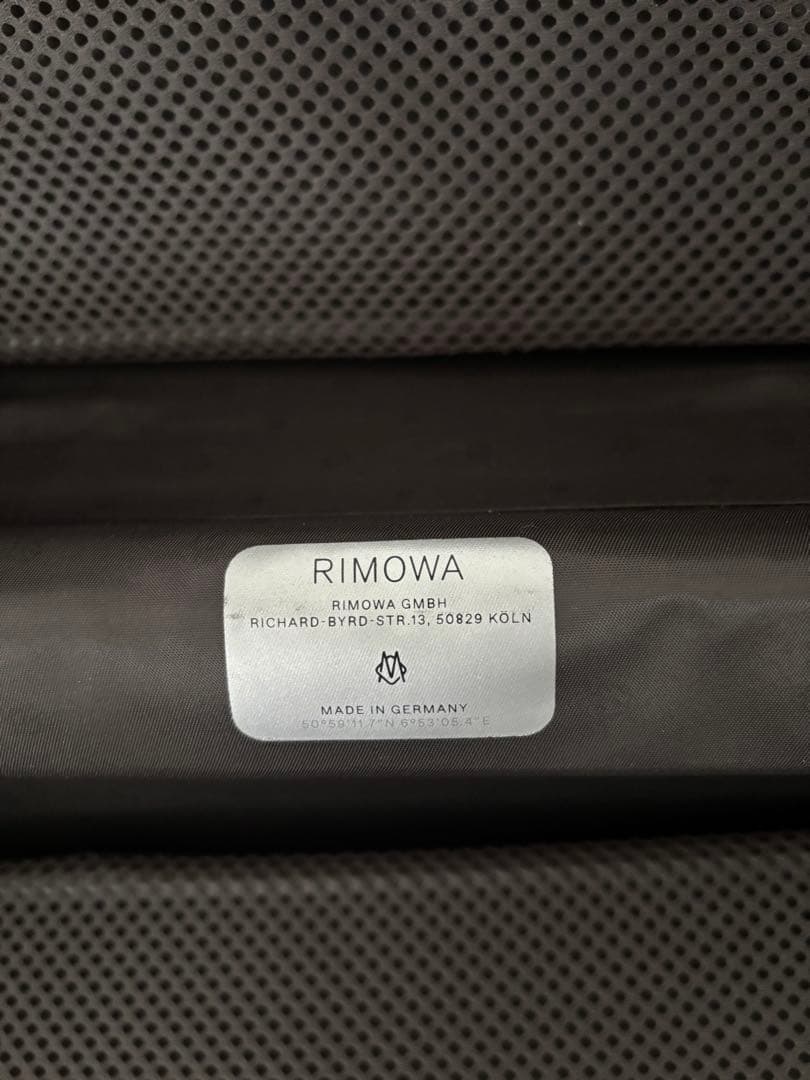 RIMOWA
RIMOWA GMBH
RICHARD-BYRD-STR.13, 50829 KÖLN
MADE IN GERMANY
50°59'11.7"N 6°53'05.4"E